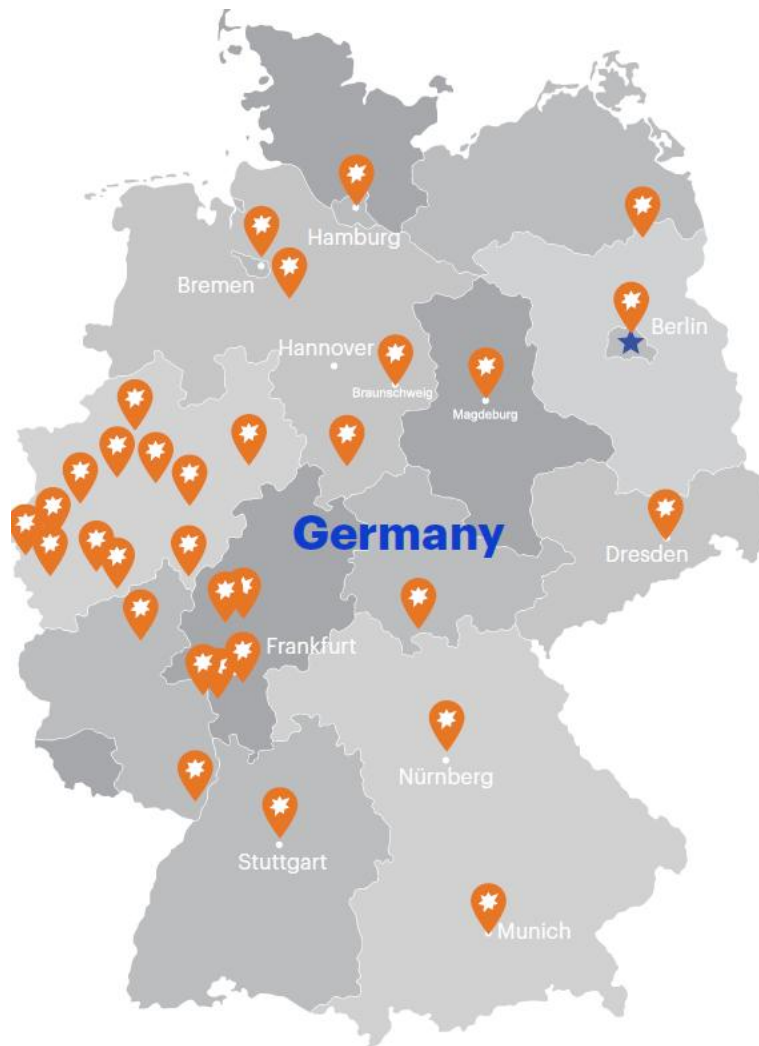 Hamburg
Bremen
Berlin
Hannover
Braunschweig
Magdeburg
Germany
Dresden
Frankfurt
Nürnberg
Stuttgart
Munich